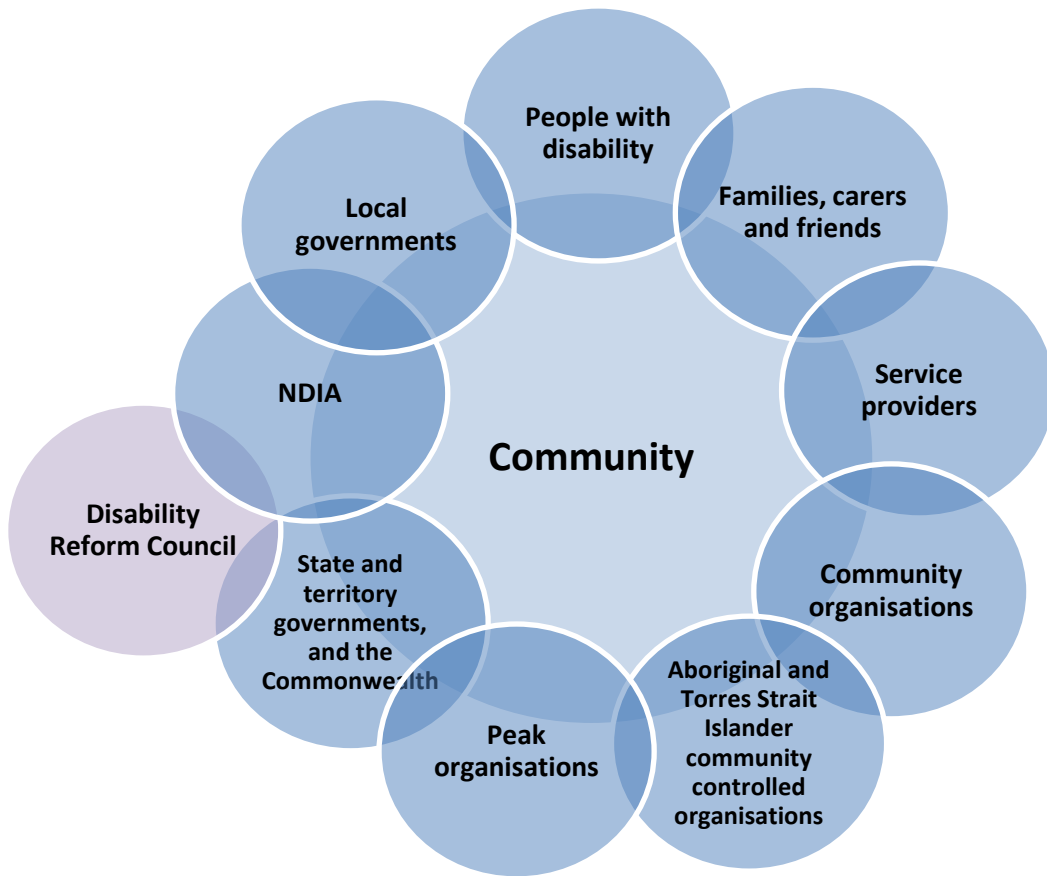 People with
disability
Families, carers
and friends
Service
providers
Community
organisations
Aboriginal and
Torres Strait
Islander
community
controlled
organisations
Peak
organisations
State and
territory
governments,
and the
Commonwealth
Disability
Reform Council
NDIA
Local
governments
Community